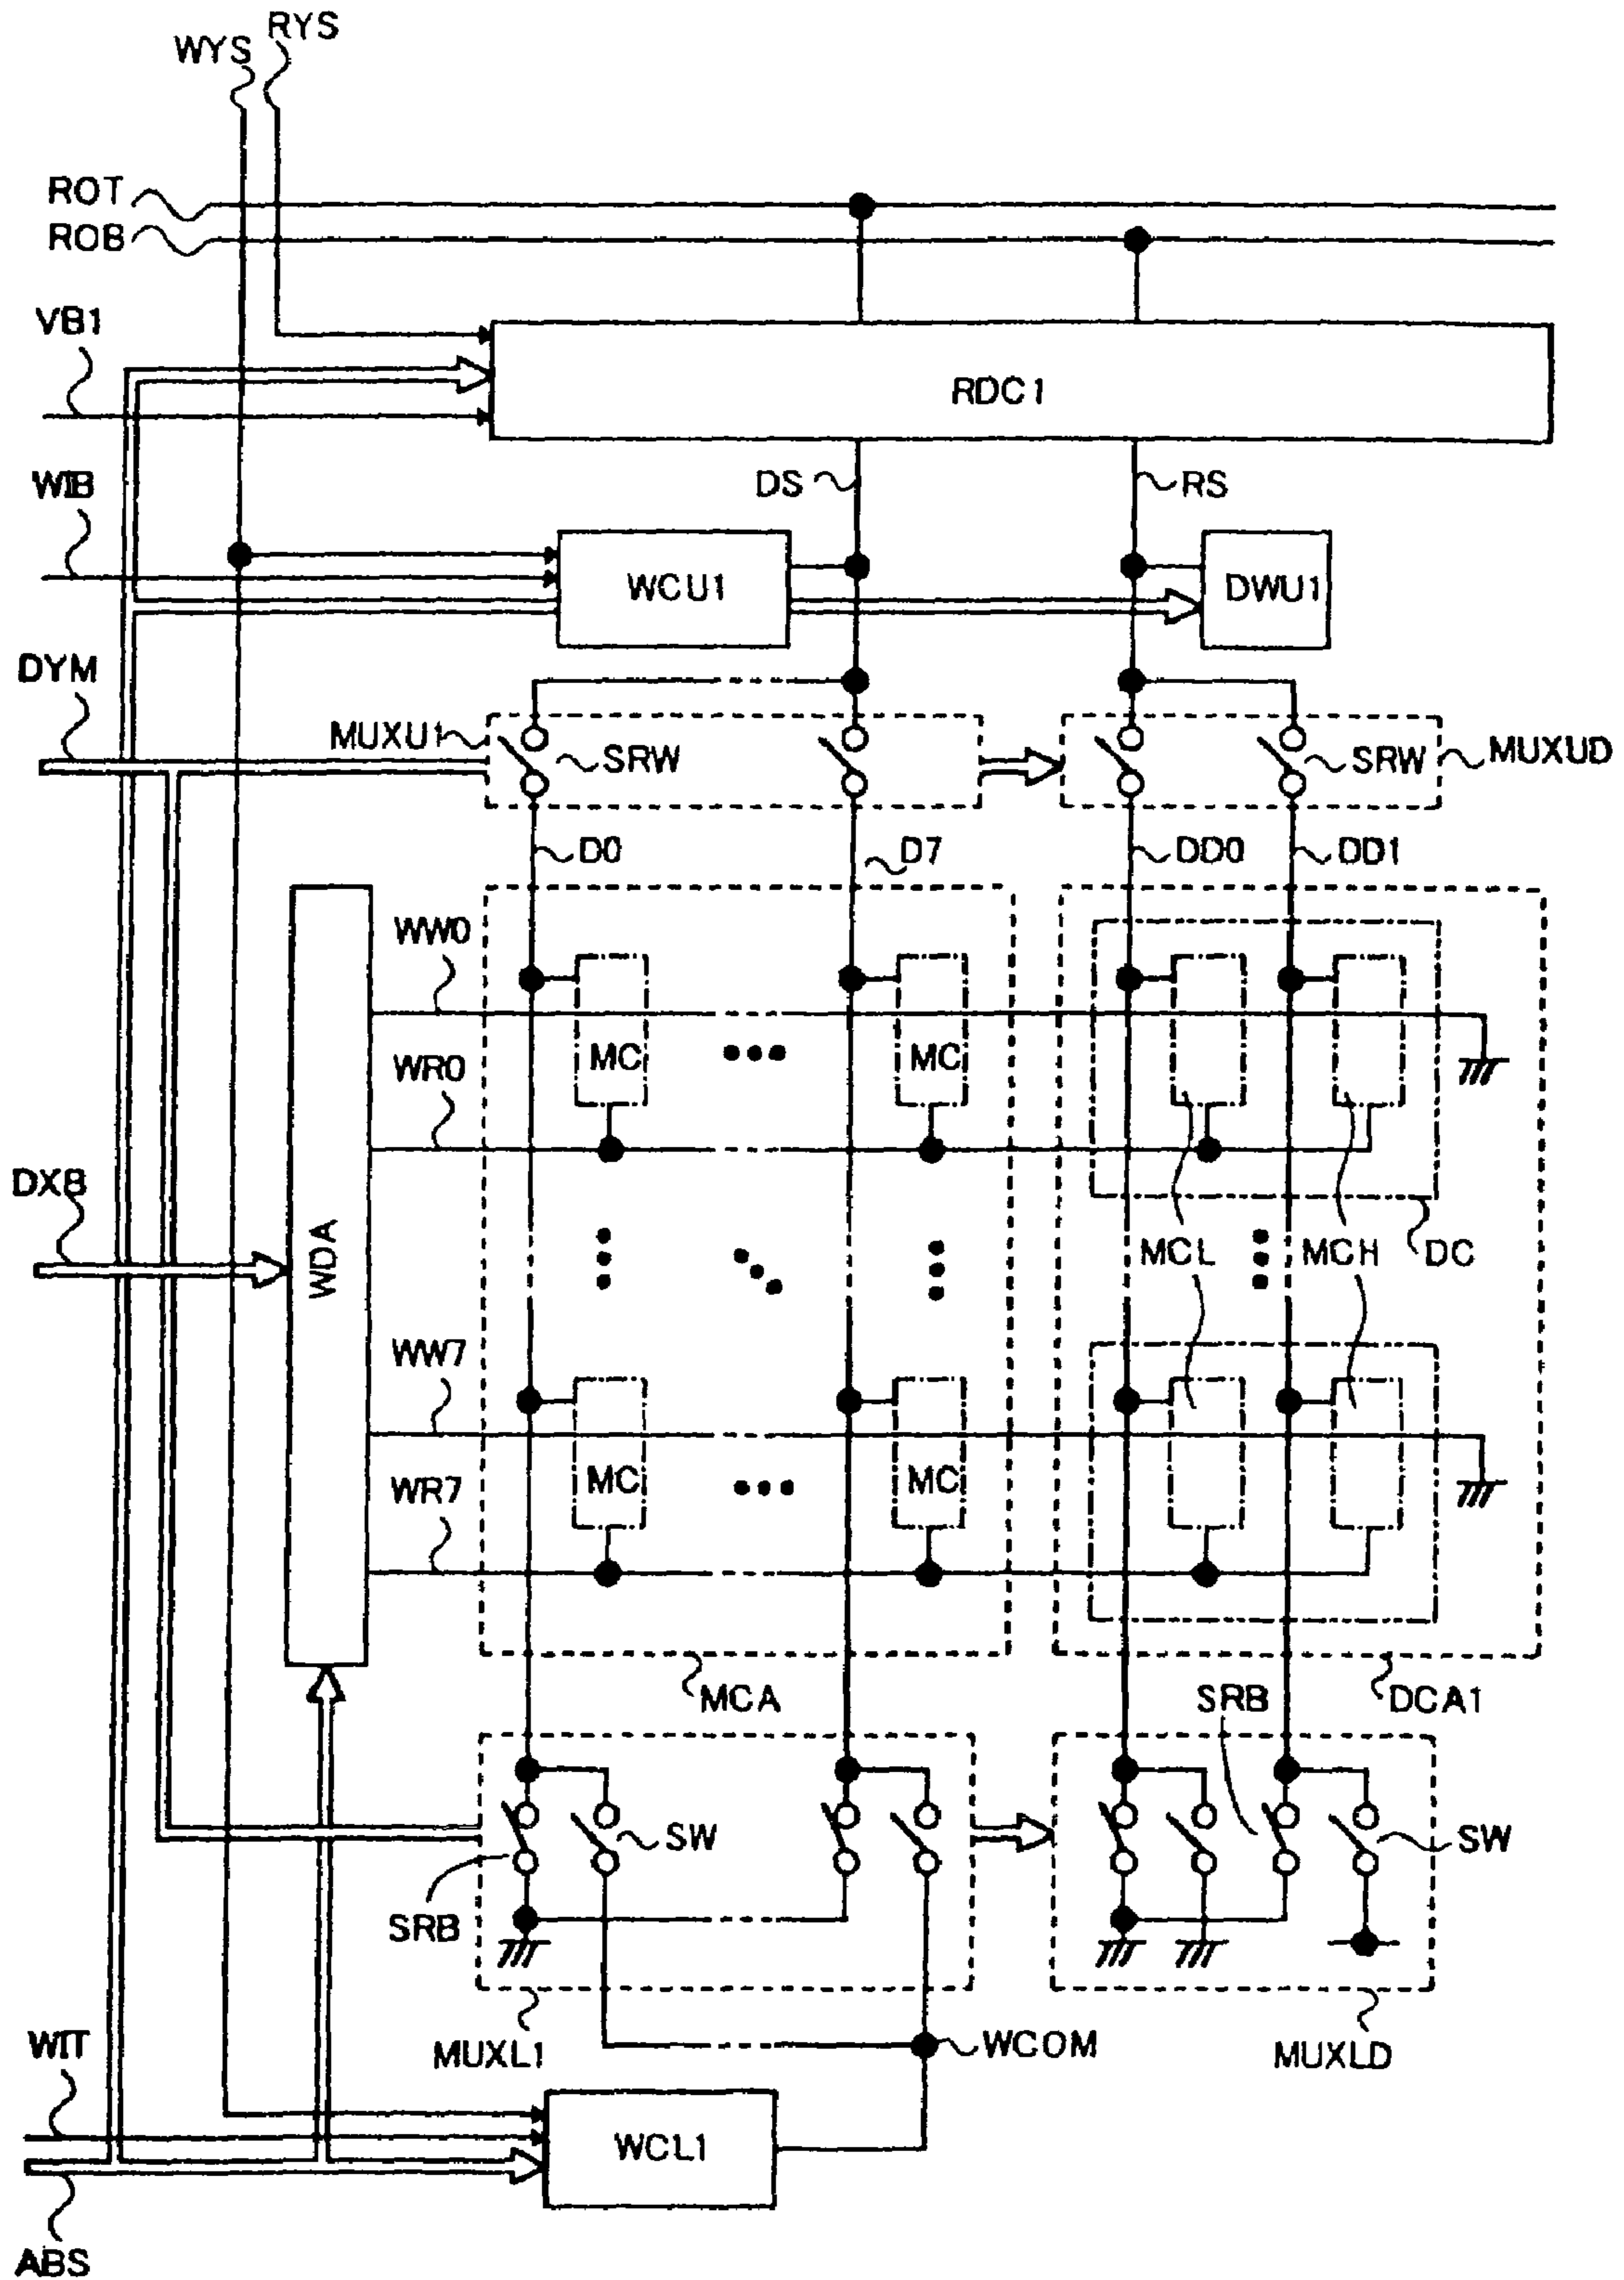 WYS RYS
ROT
ROB
VB1
RDC1
WIB
DS RS
WCU1 DWU1
DYM
MUXU1 SRW SRW MUXUD
D0 D7 DD0 DD1
WW0
MC MC
WR0
DXB
WDA
MCL MCH DC
WW7
MC MC
WR7
MCA SRB DCA1
SW SW
SRB
WIT MUXL1 WCOM MUXLD
WCL1
ABS